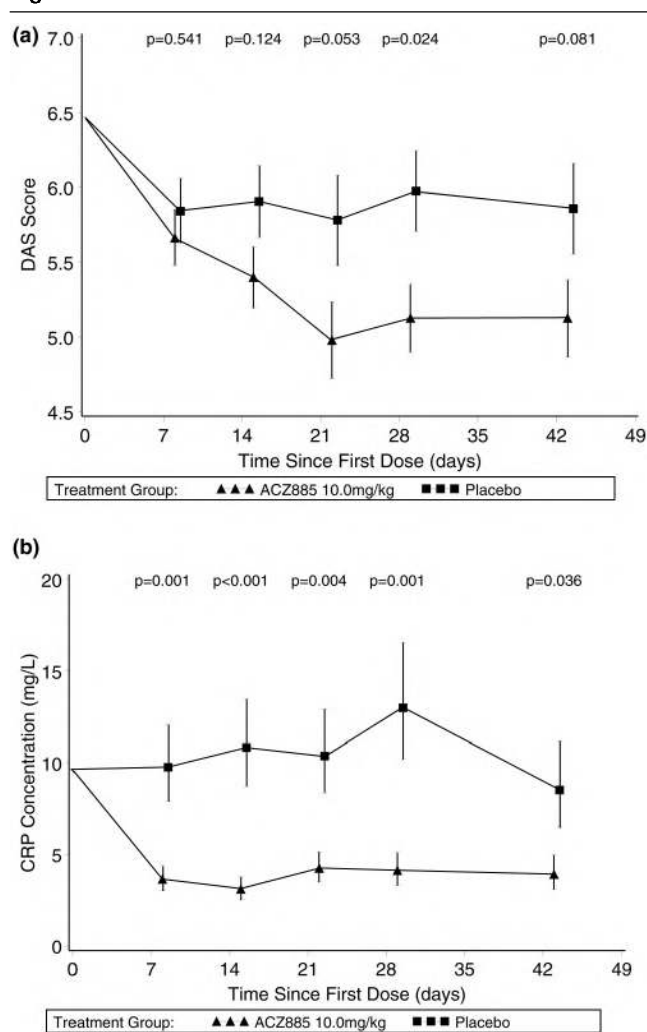 (a)
7.0
p=0.541 p=0.124 p=0.053 p=0.024 p=0.081
6.5
6.0
5.5
5.0
4.5
DAS Score
0 7 14 21 28 35 42 49
Time Since First Dose (days)
Treatment Group: ACZ885 10.0mg/kg Placebo
(b)
20
p=0.001 p<0.001 p=0.004 p=0.001 p=0.036
15
10
5
0
CRP Concentration (mg/L)
0 7 14 21 28 35 42 49
Time Since First Dose (days)
Treatment Group: ACZ885 10.0mg/kg Placebo